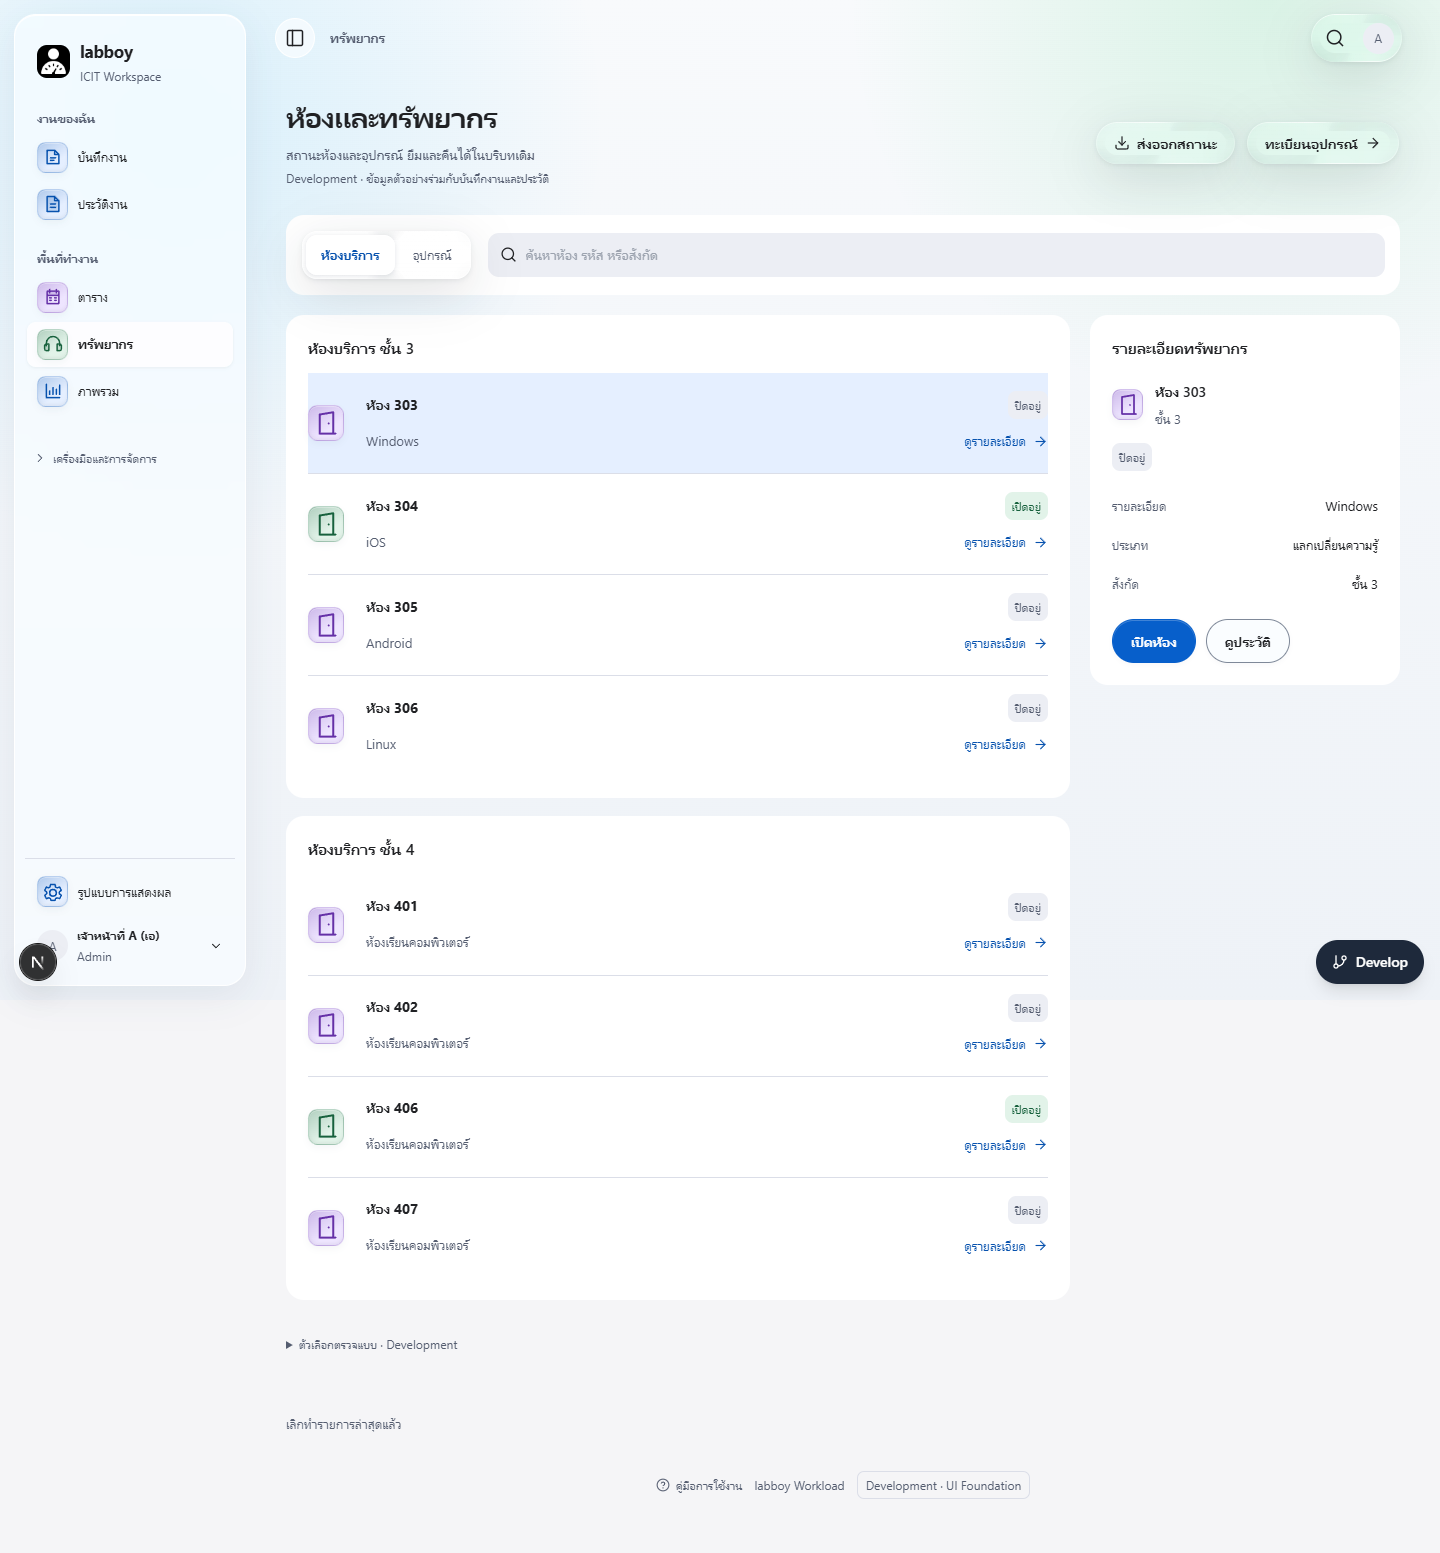 labboy
ICIT Workspace
งานของฉัน
บันทึกงาน
ประวัติงาน
พื้นที่ทำงาน
ตาราง
ทรัพยากร
ภาพรวม
เครื่องมือและการจัดการ
รูปแบบการแสดงผล
A
เจ้าหน้าที่ A (เอ)
Admin
N
ทรัพยากร
A
ห้องและทรัพยากร
สถานะห้องและอุปกรณ์ ยืมและคืนได้ในบริบทเดิม
Development · ข้อมูลตัวอย่างร่วมกับบันทึกงานและประวัติ
ส่งออกสถานะ
ทะเบียนอุปกรณ์
ห้องบริการ
อุปกรณ์
ค้นหาห้อง รหัส หรือสังกัด
ห้องบริการ ชั้น 3
ห้อง 303
ปิดอยู่
Windows
ดูรายละเอียด
ห้อง 304
เปิดอยู่
iOS
ดูรายละเอียด
ห้อง 305
ปิดอยู่
Android
ดูรายละเอียด
ห้อง 306
ปิดอยู่
Linux
ดูรายละเอียด
ห้องบริการ ชั้น 4
ห้อง 401
ปิดอยู่
ห้องเรียนคอมพิวเตอร์
ดูรายละเอียด
ห้อง 402
ปิดอยู่
ห้องเรียนคอมพิวเตอร์
ดูรายละเอียด
ห้อง 406
เปิดอยู่
ห้องเรียนคอมพิวเตอร์
ดูรายละเอียด
ห้อง 407
ปิดอยู่
ห้องเรียนคอมพิวเตอร์
ดูรายละเอียด
รายละเอียดทรัพยากร
ห้อง 303
ชั้น 3
ปิดอยู่
รายละเอียด Windows
ประเภท แลกเปลี่ยนความรู้
สังกัด ชั้น 3
เปิดห้อง
ดูประวัติ
Develop
ตัวเลือกตรวจแบบ · Development
เลิกทำรายการล่าสุดแล้ว
คู่มือการใช้งาน labboy Workload Development · UI Foundation